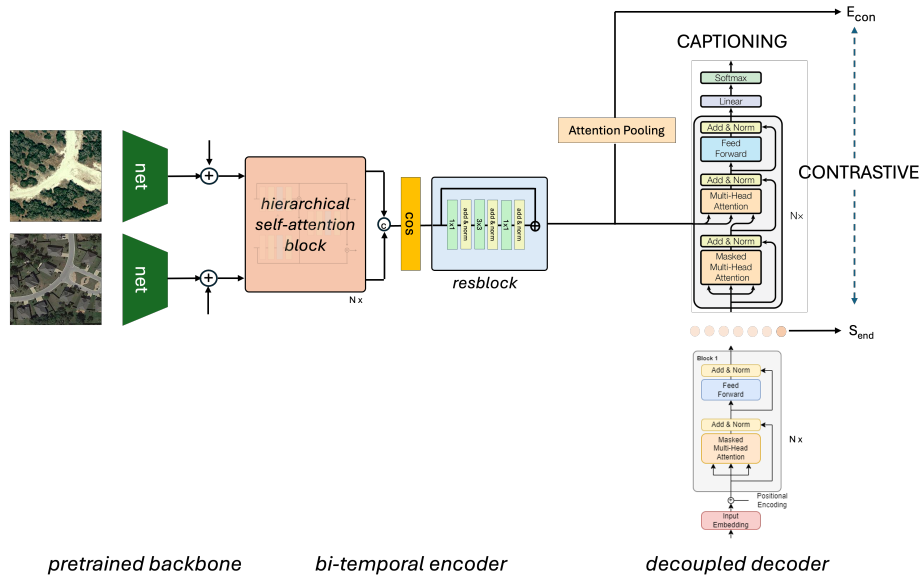 E con
CAPTIONING
Softmax
Linear
Add & Norm
Feed
Forward
Add & Norm
Multi-Head
Attention
Add & Norm
Masked
Multi-Head
Attention
N×
CONTRASTIVE
Attention Pooling
net
net
hierarchical
self-attention
block
N x
C
cos
1x1
add & norm
3x3
add & norm
1x1
add & norm
resblock
S end
Block 1
Add & Norm
Feed
Forward
Add & Norm
Masked
Multi-Head
Attention
N x
Positional
Encoding
Input
Embedding
pretrained backbone
bi-temporal encoder
decoupled decoder